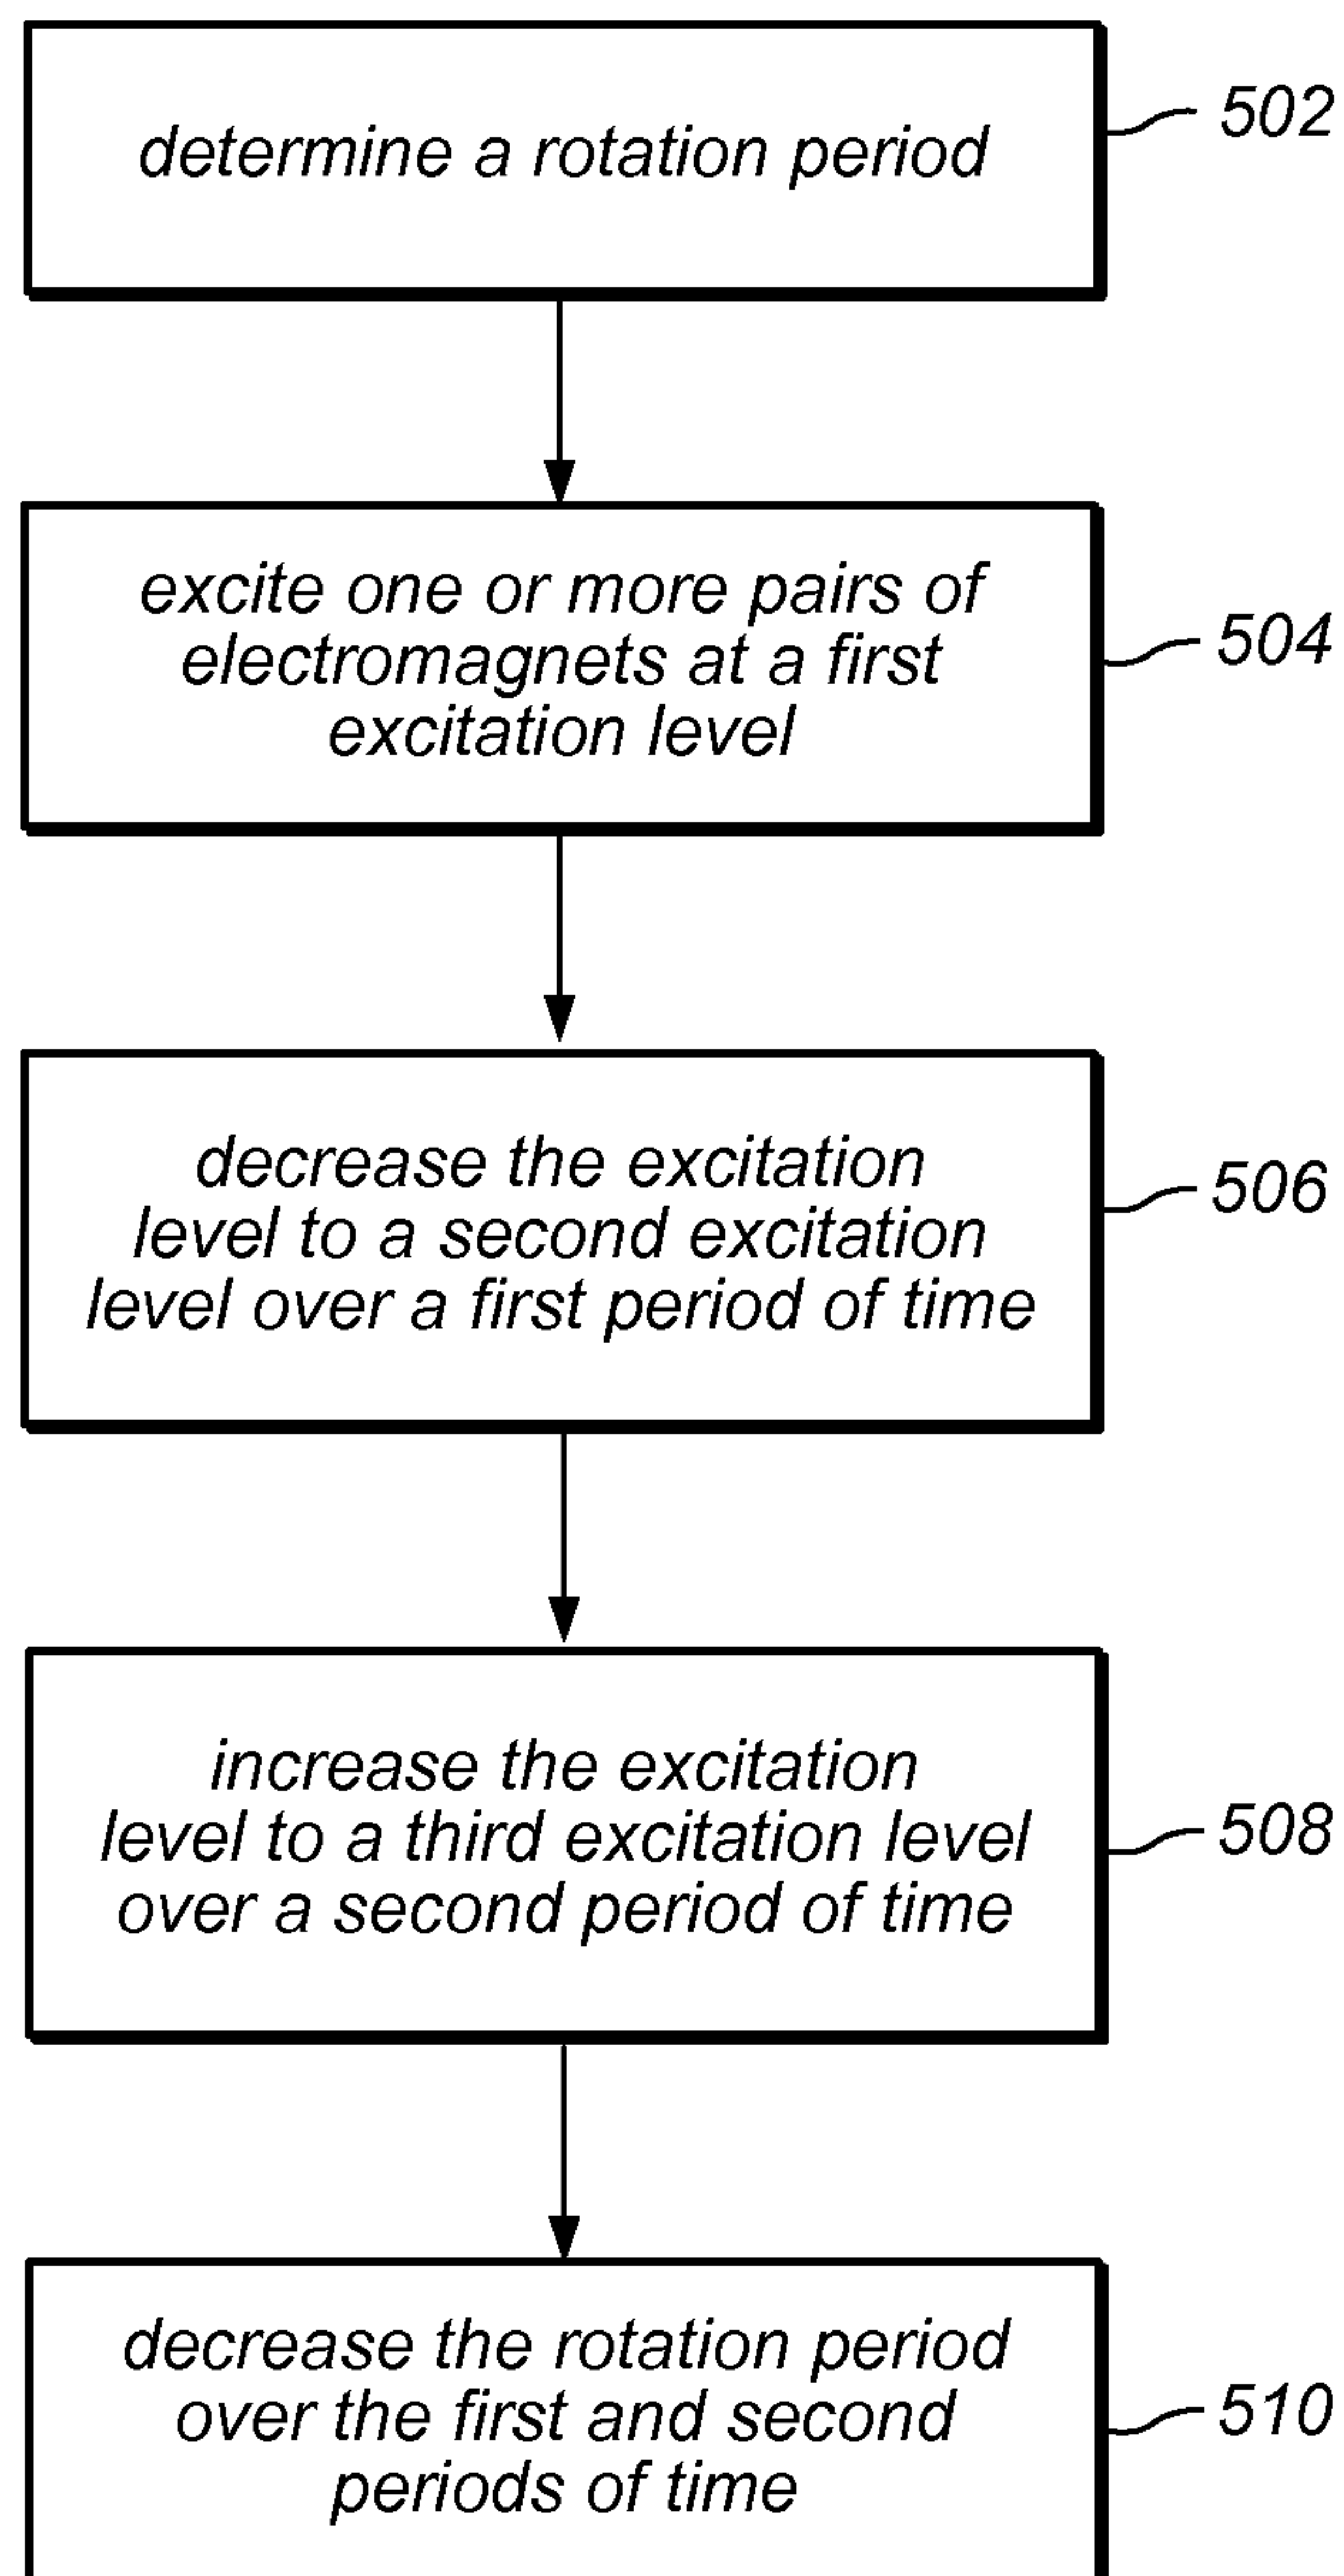 determine a rotation period
502
excite one or more pairs of
electromagnets at a first
excitation level
504
decrease the excitation
level to a second excitation
level over a first period of time
506
increase the excitation
level to a third excitation level
over a second period of time
508
decrease the rotation period
over the first and second
periods of time
510